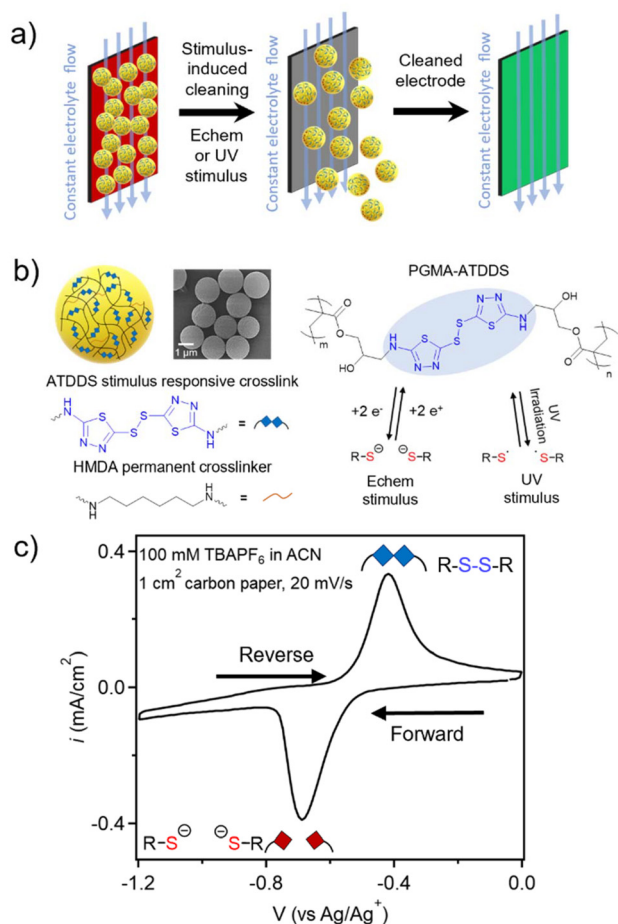 a)
Constant electrolyte flow
Stimulus-
induced
cleaning
Echem
or UV
stimulus
Constant electrolyte flow
Cleaned
electrode
Constant electrolyte flow
b)
1 μm
PGMA-ATDDS
ATDDS stimulus responsive crosslink
HN
N-N
S
S
S
S
N-N
N
H
=
HMDA permanent crosslinker
N
H
H
N
=
m
O
O
OH
N
H
S
N-N
S
S
N-N
S
H
N
OH
O
O
n
+2 e⁻
+2 e⁺
R-S⊖ ⊖S-R
Echem
stimulus
UV
Irradiation
R-S· ·S-R
UV
stimulus
c)
100 mM TBAPF₆ in ACN
1 cm² carbon paper, 20 mV/s
R-S-S-R
Reverse
Forward
R-S⊖ ⊖S-R
i (mA/cm²)
0.4
0.0
-0.4
-1.2 -0.8 -0.4 0.0
V (vs Ag/Ag⁺)